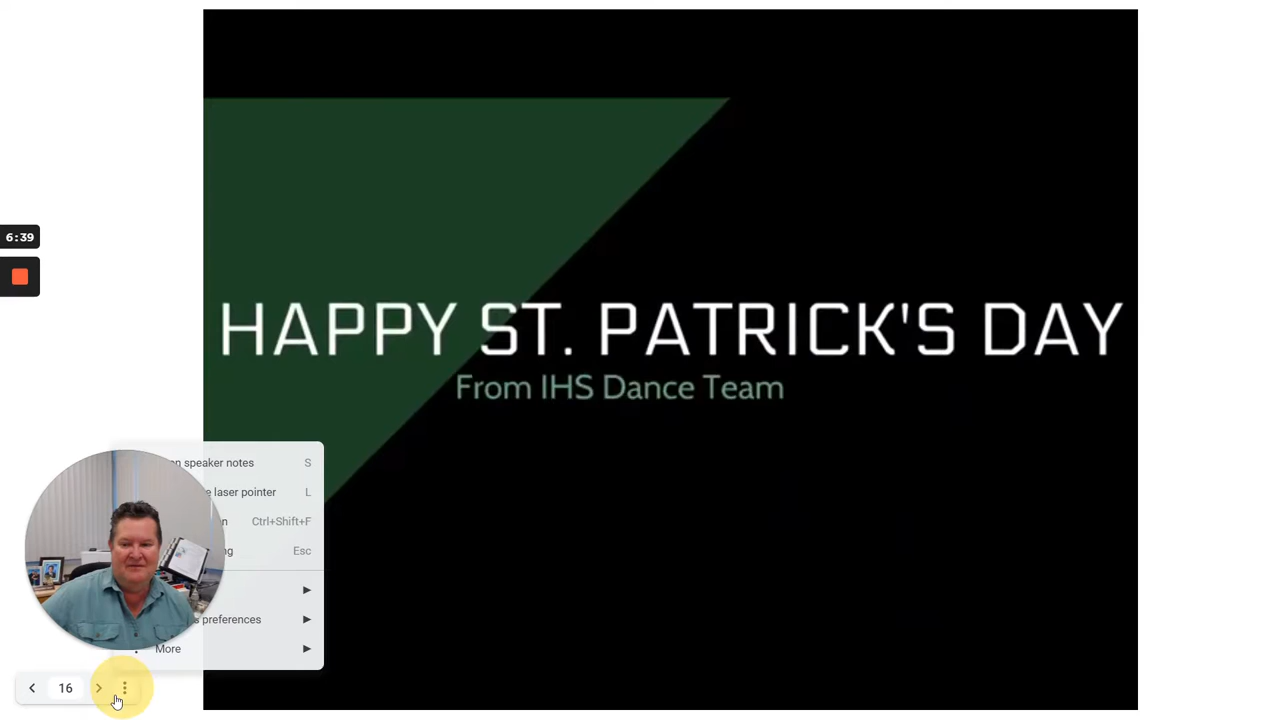 6:39
HAPPY ST. PATRICK'S DAY
From IHS Dance Team
speaker notes S
laser pointer L
Ctrl+Shift+F
Esc
preferences
More
16